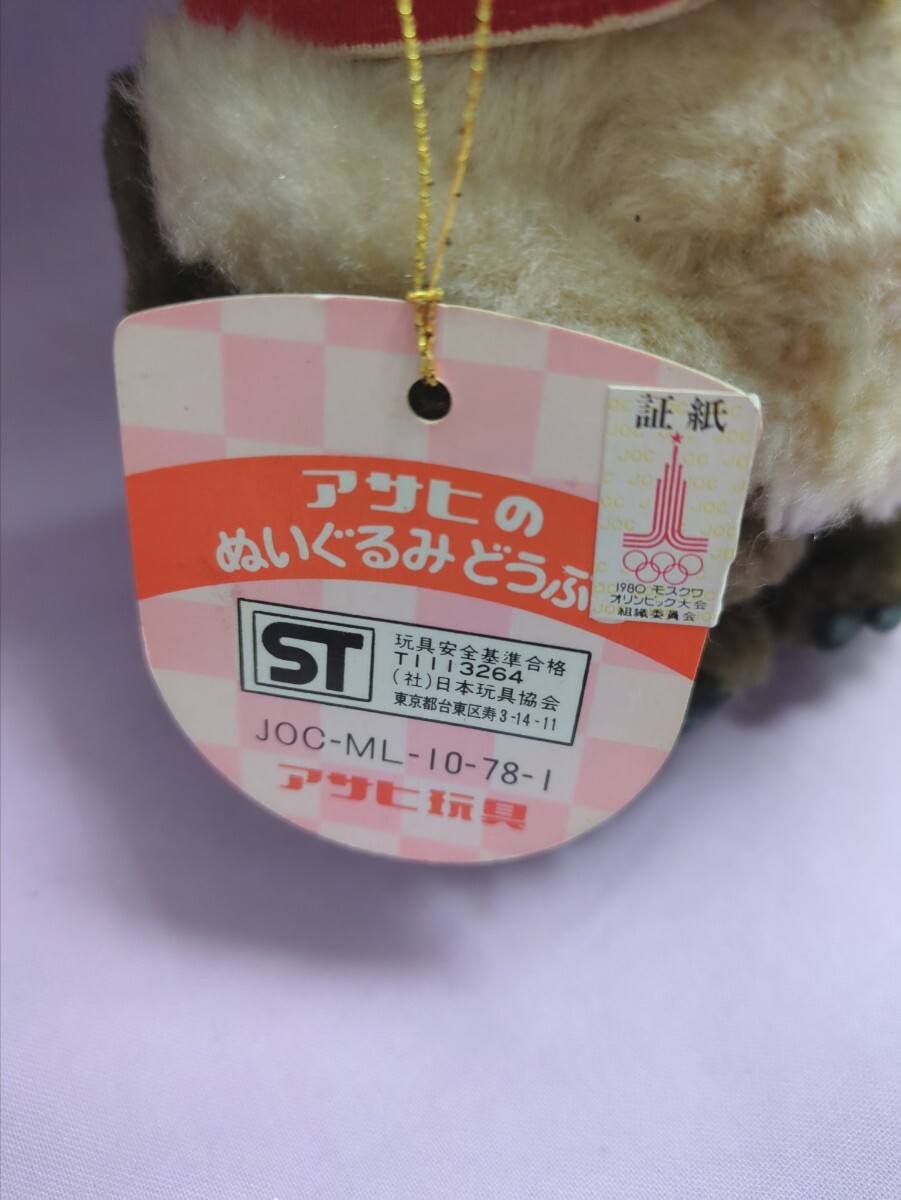 アサヒの
ぬいぐるみどうぶ
証紙
1980 モスクワ
オリンピック大会
組織委員会
ST
玩具安全基準合格
T1113264
(社)日本玩具協会
東京都台東区寿3-14-11
JOC-ML-10-78-1
アサヒ玩具